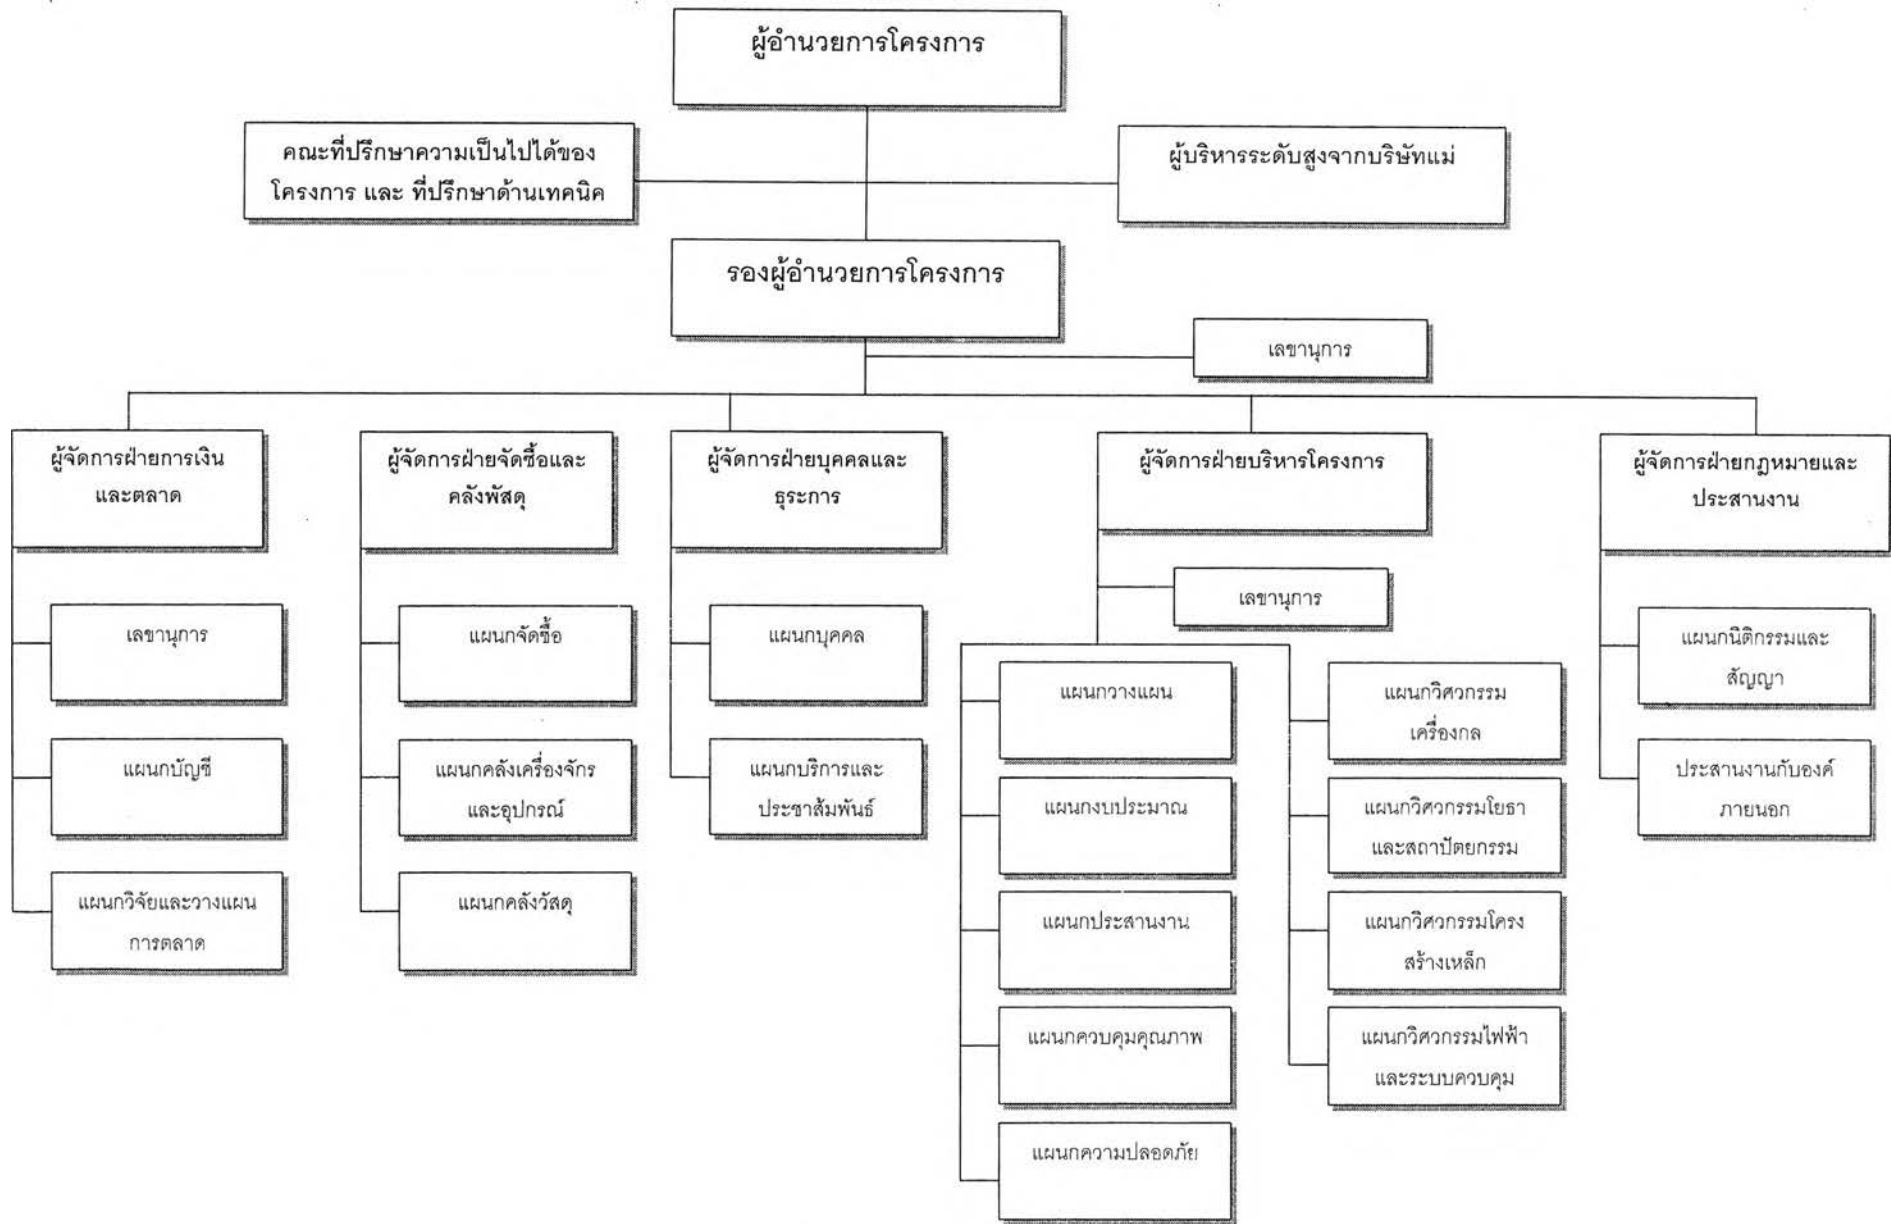 ผู้อำนวยการโครงการ
คณะที่ปรึกษาความเป็นไปได้ของ
โครงการ และ ที่ปรึกษาด้านเทคนิค
ผู้บริหารระดับสูงจากบริษัทแม่
รองผู้อำนวยการโครงการ
เลขานุการ
ผู้จัดการฝ่ายการเงิน
และตลาด
ผู้จัดการฝ่ายจัดซื้อและ
คลังพัสดุ
ผู้จัดการฝ่ายบุคคลและ
ธุระการ
ผู้จัดการฝ่ายบริหารโครงการ
ผู้จัดการฝ่ายกฎหมายและ
ประสานงาน
เลขานุการ
แผนกบัญชี
แผนกวิจัยและวางแผน
การตลาด
แผนกจัดซื้อ
แผนกคลังเครื่องจักร
และอุปกรณ์
แผนกคลังวัสดุ
แผนกบุคคล
แผนกบริการและ
ประชาสัมพันธ์
เลขานุการ
แผนกวางแผน
แผนกงบประมาณ
แผนกประสานงาน
แผนกควบคุมคุณภาพ
แผนกความปลอดภัย
แผนกวิศวกรรม
เครื่องกล
แผนกวิศวกรรมโยธา
และสถาปัตยกรรม
แผนกวิศวกรรมโครง
สร้างเหล็ก
แผนกวิศวกรรมไฟฟ้า
และระบบควบคุม
แผนกนิติกรรมและ
สัญญา
ประสานงานกับองค์
ภายนอก